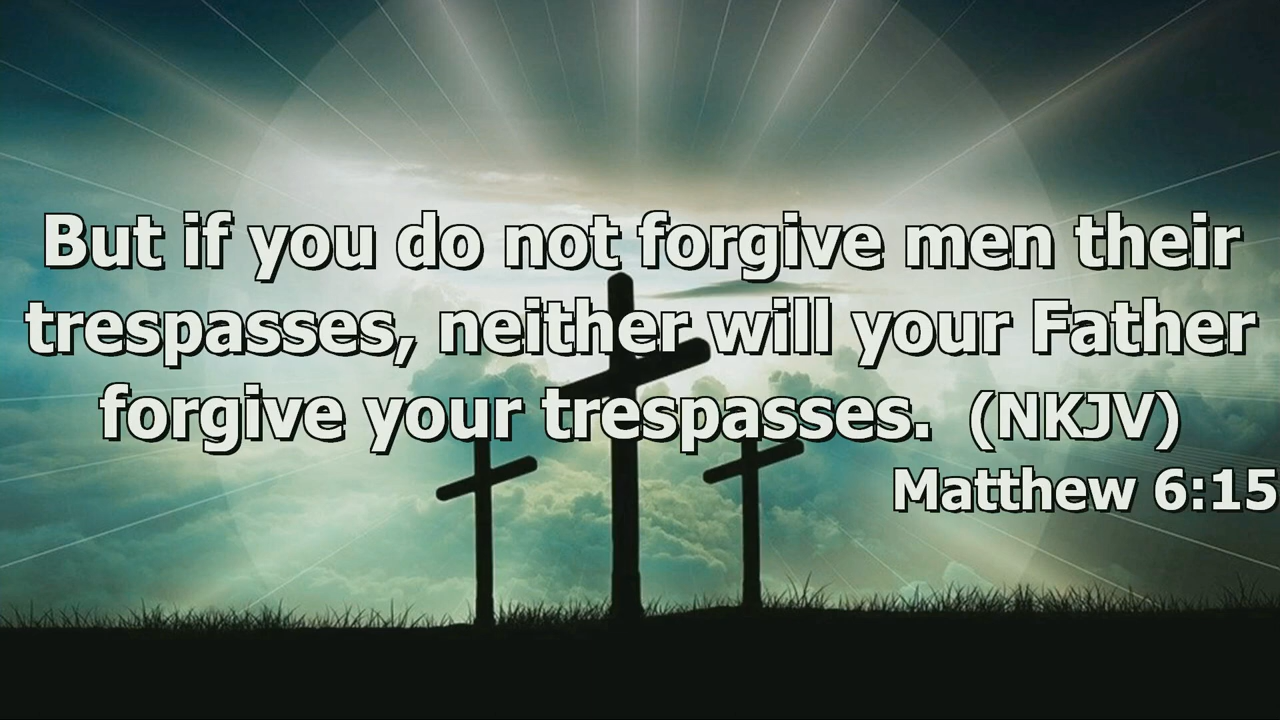 But if you do not forgive men their
trespasses, neither will your Father
forgive your trespasses. (NKJV)
Matthew 6:15